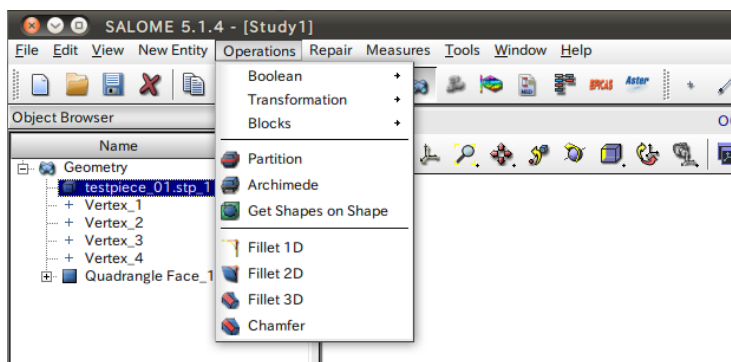 SALOME 5.1.4 - [Study1]
File Edit View New Entity Operations Repair Measures Tools Window Help
MED EFICAS Aster
Object Browser
Name
Geometry
testpiece_01.stp_1
Vertex_1
Vertex_2
Vertex_3
Vertex_4
Quadrangle Face_1
Boolean
Transformation
Blocks
Partition
Archimede
Get Shapes on Shape
Fillet 1D
Fillet 2D
Fillet 3D
Chamfer